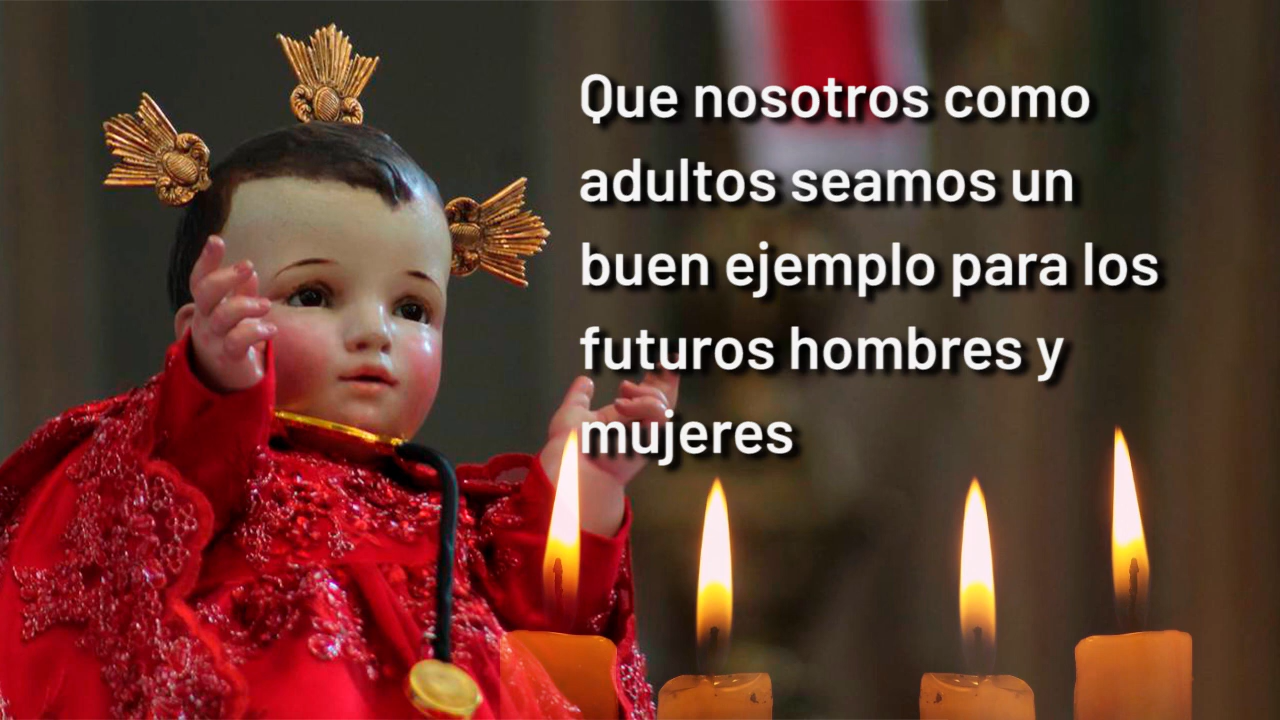 Que nosotros como
adultos seamos un
buen ejemplo para los
futuros hombres y
mujeres